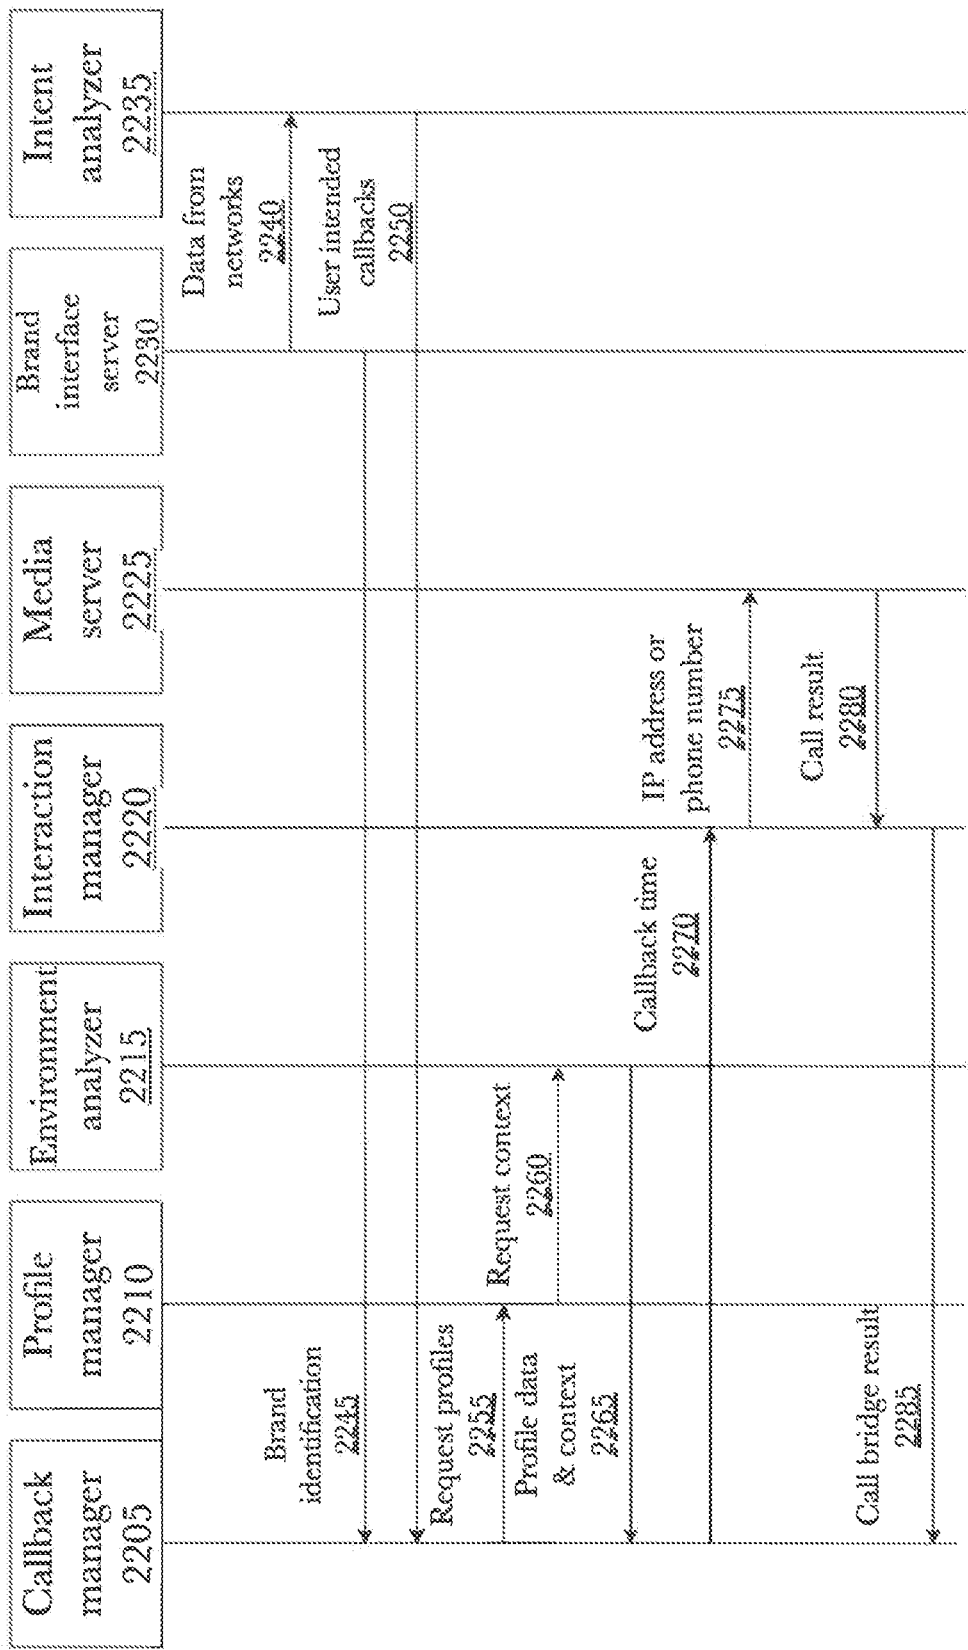 Callback
manager
2205
Profile
manager
2210
Environment
analyzer
2215
Interaction
manager
2220
Media
server
2225
Brand
interface
server
2230
Intent
analyzer
2235
Data from
networks
2240
Brand
identification
2245
User intended
callbacks
2250
Request profiles
2255
Request context
2260
Profile data
& context
2265
Callback time
2270
IP address or
phone number
2275
Call result
2280
Call bridge result
2285